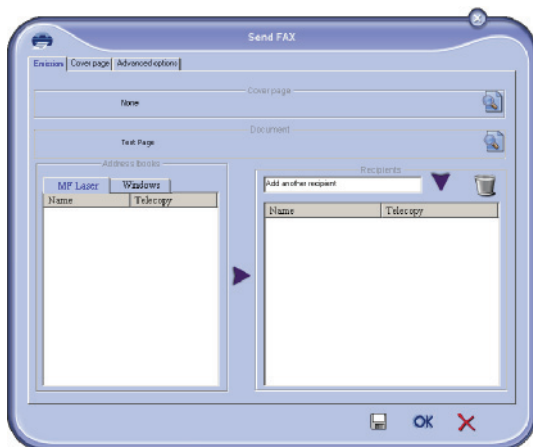 Send FAX
Emission Cover page Advanced options
Cover page
None
Document
Test Page
Address books
MF Laser Windows
Name Telecopy
Recipients
Add another recipient
Name Telecopy
OK